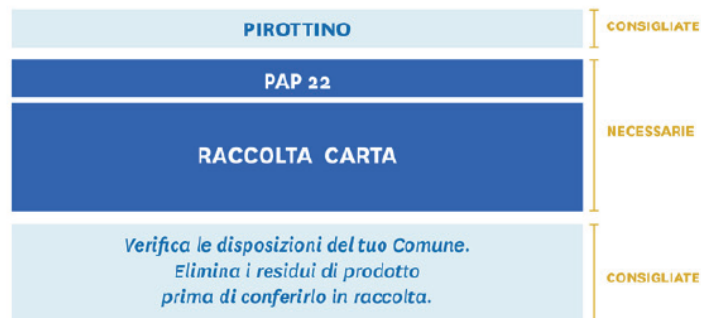 PIROTTINO
CONSIGLIATE
PAP 22
RACCOLTA CARTA
NECESSARIE
Verifica le disposizioni del tuo Comune.
Elimina i residui di prodotto
prima di conferirlo in raccolta.
CONSIGLIATE